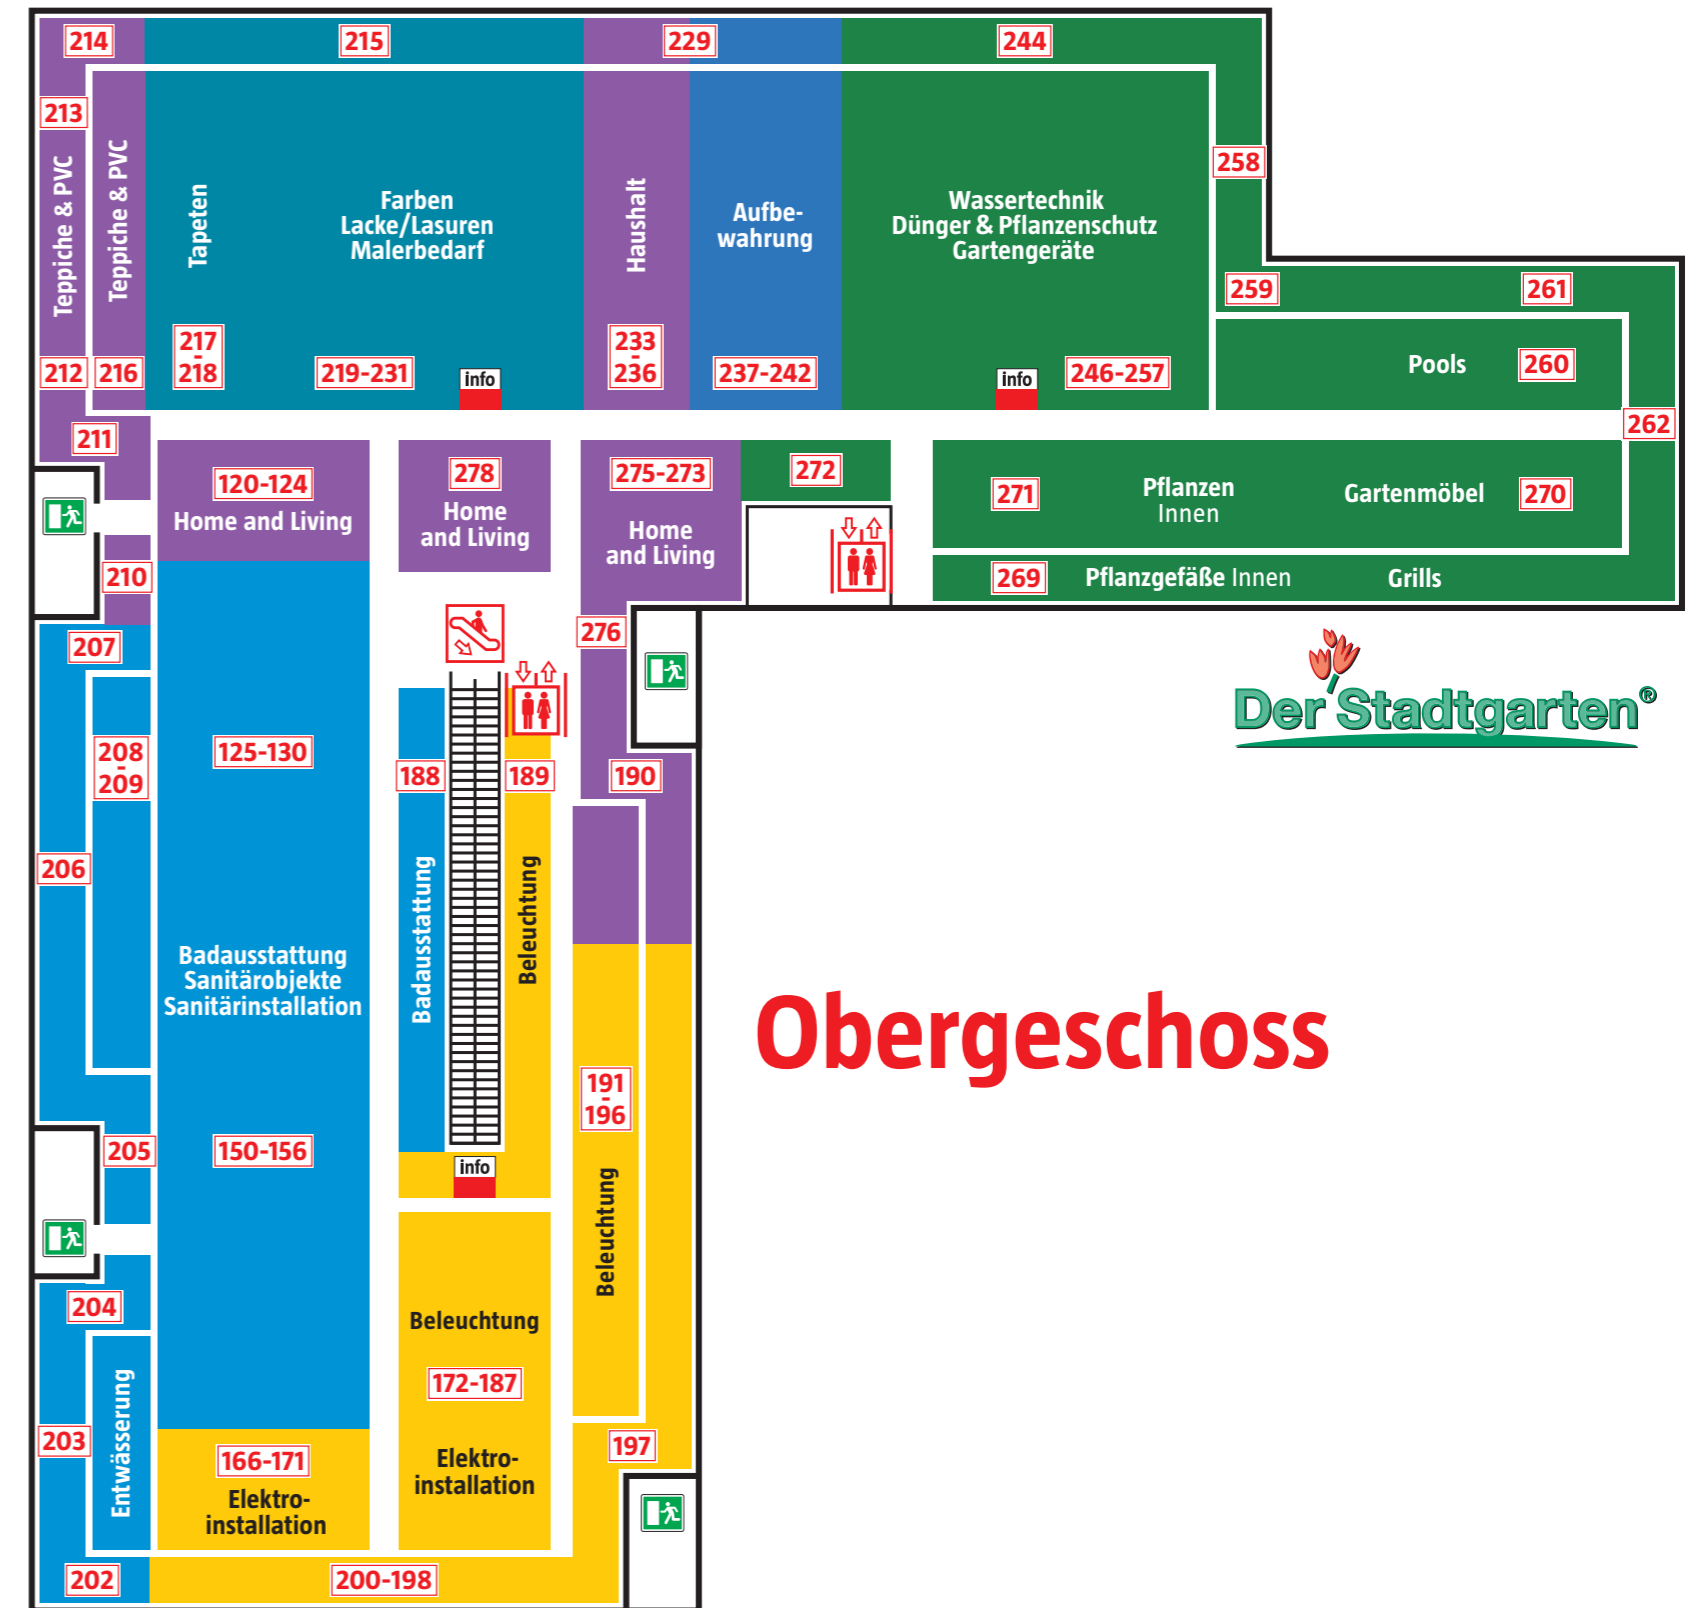 214
215
229
244
213
258
Teppiche & PVC
Teppiche & PVC
Tapeten
Farben
Lacke/Lasuren
Malerbedarf
Haushalt
Aufbe-
wahrung
Wassertechnik
Dünger & Pflanzenschutz
Gartengeräte
259
261
212
216
217
-
218
219-231
info
233
-
236
237-242
info
246-257
Pools
260
262
211
120-124
Home and Living
278
Home
and Living
275-273
Home
and Living
272
271
Pflanzen
Innen
Gartenmöbel
270
210
269
Pflanzgefäße Innen
Grills
207
276
Der Stadtgarten®
208
-
209
125-130
188
189
190
206
Badausstattung
Sanitärobjekte
Sanitärinstallation
Badausstattung
Beleuchtung
Obergeschoss
191
-
196
205
150-156
info
Beleuchtung
204
Beleuchtung
172-187
Entwässerung
203
166-171
Elektro-
installation
Elektro-
installation
197
202
200-198